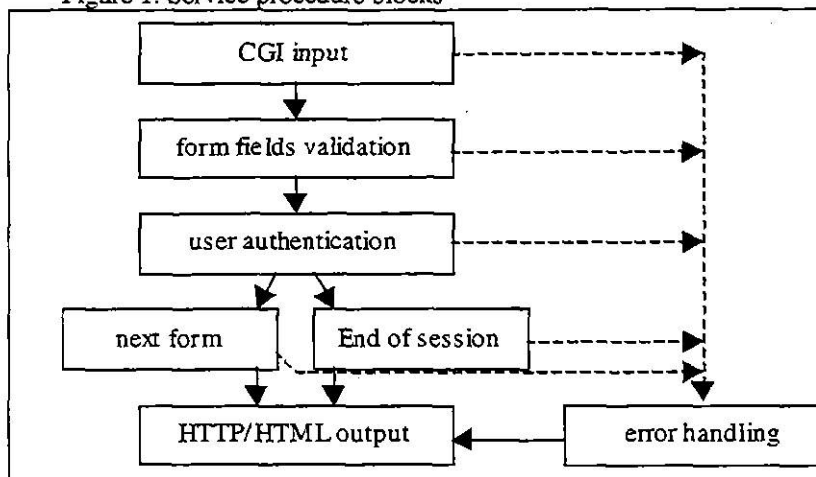 Figure 1. Service procedure blocks
CGI input
form fields validation
user authentication
next form
End of session
HTTP/HTML output
error handling